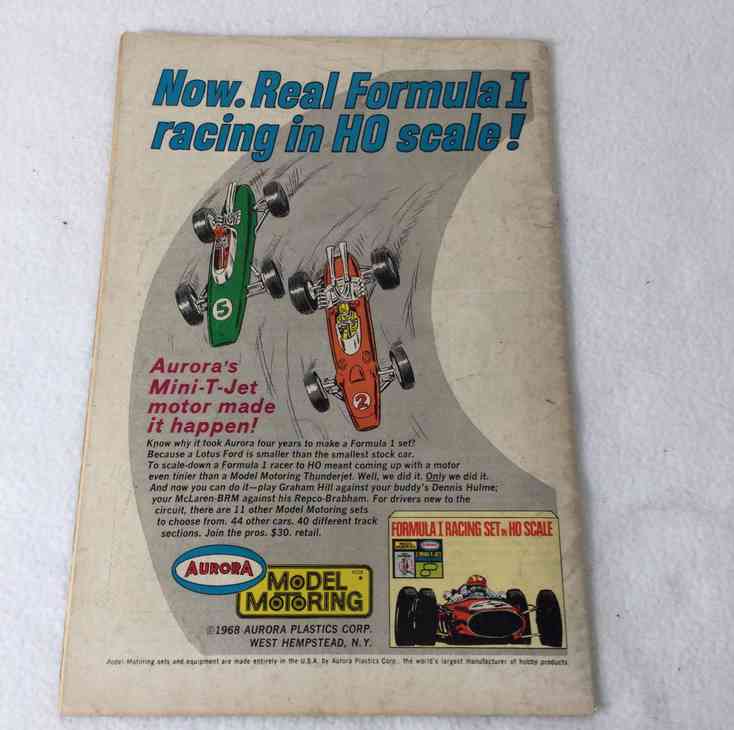 Now. Real Formula I
racing in HO scale!
5
2
Aurora's
Mini-T-Jet
motor made
it happen!
Know why it took Aurora four years to make a Formula 1 set?
Because a Lotus Ford is smaller than the smallest stock car.
To scale-down a Formula 1 racer to HO meant coming up with a motor
even tinier than a Model Motoring Thunderjet. Well, we did it. Only we did it.
And now you can do it—play Graham Hill against your buddy's Dennis Hulme;
your McLaren-BRM against his Repco-Brabham. For drivers new to the
circuit, there are 11 other Model Motoring sets
to choose from. 44 other cars. 40 different track
sections. Join the pros. $30. retail.
FORMULA I RACING SET IN HO SCALE
AURORA
MODEL
MOTORING
©1968 AURORA PLASTICS CORP.
WEST HEMPSTEAD, N.Y.
Model Motoring sets and equipment are made entirely in the U.S.A. by Aurora Plastics Corp., the world's largest manufacturer of hobby products.